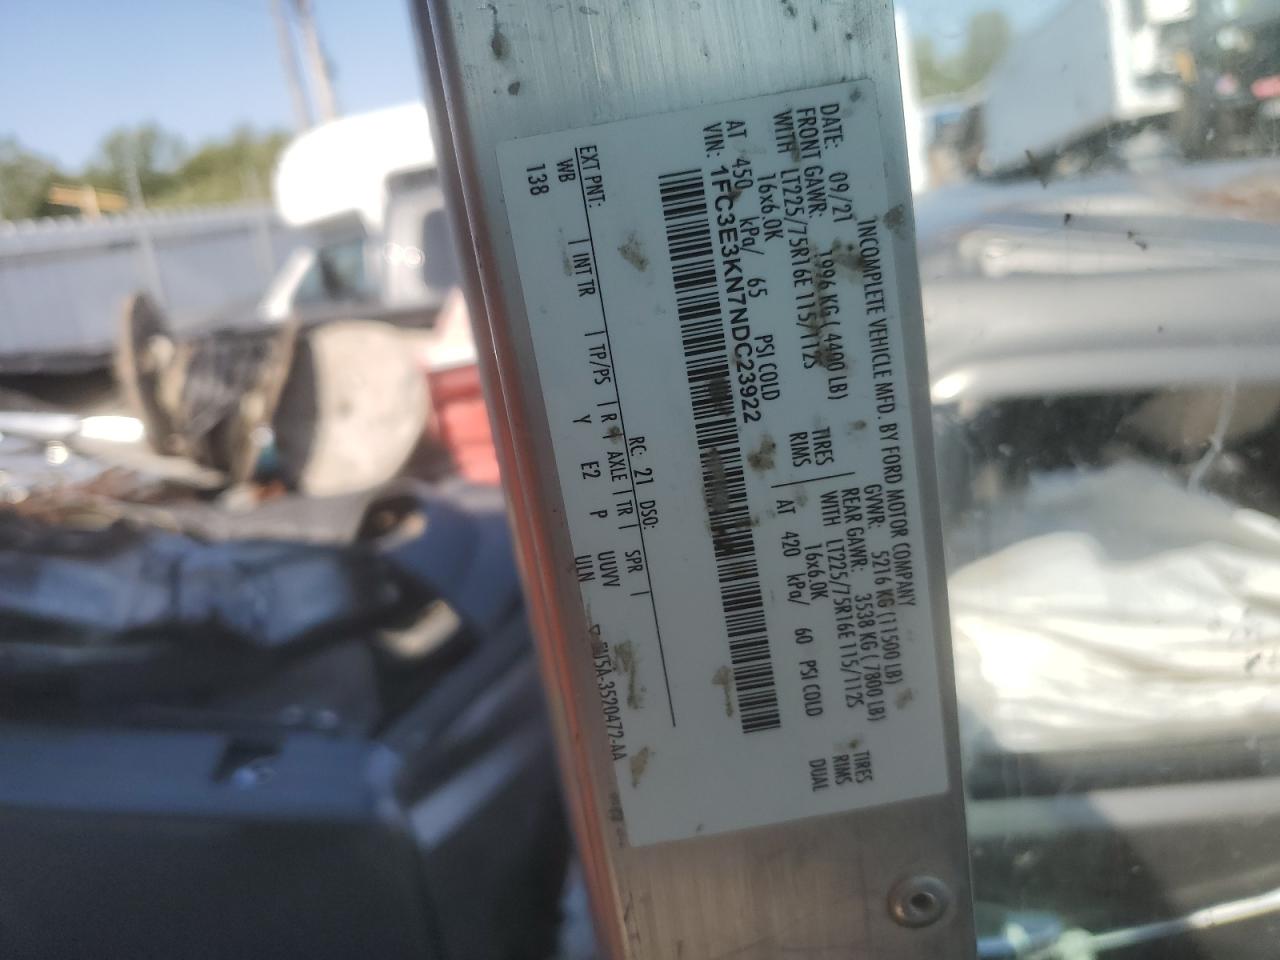 INCOMPLETE VEHICLE MFD. BY FORD MOTOR COMPANY
DATE: 09/21 GVWR: 5216 KG (11500 LB)
FRONT GAWR: 1996 KG (4400 LB) REAR GAWR: 3538 KG ( 7800 LB)
WITH LT225/75R16E 115/112S TIRES WITH LT225/75R16E 115/112S TIRES
16x6.0K RIMS 16x6.0K RIMS
AT 450 kPa/ 65 PSI COLD AT 420 kPa/ 60 PSI COLD DUAL
VIN: 1FC3E3KN7NDC23922
EXT PNT: RC: 21 DSO:
WB INT TR TP/PS R AXLE TR SPR
138 Y E2 P UUVV
ULN